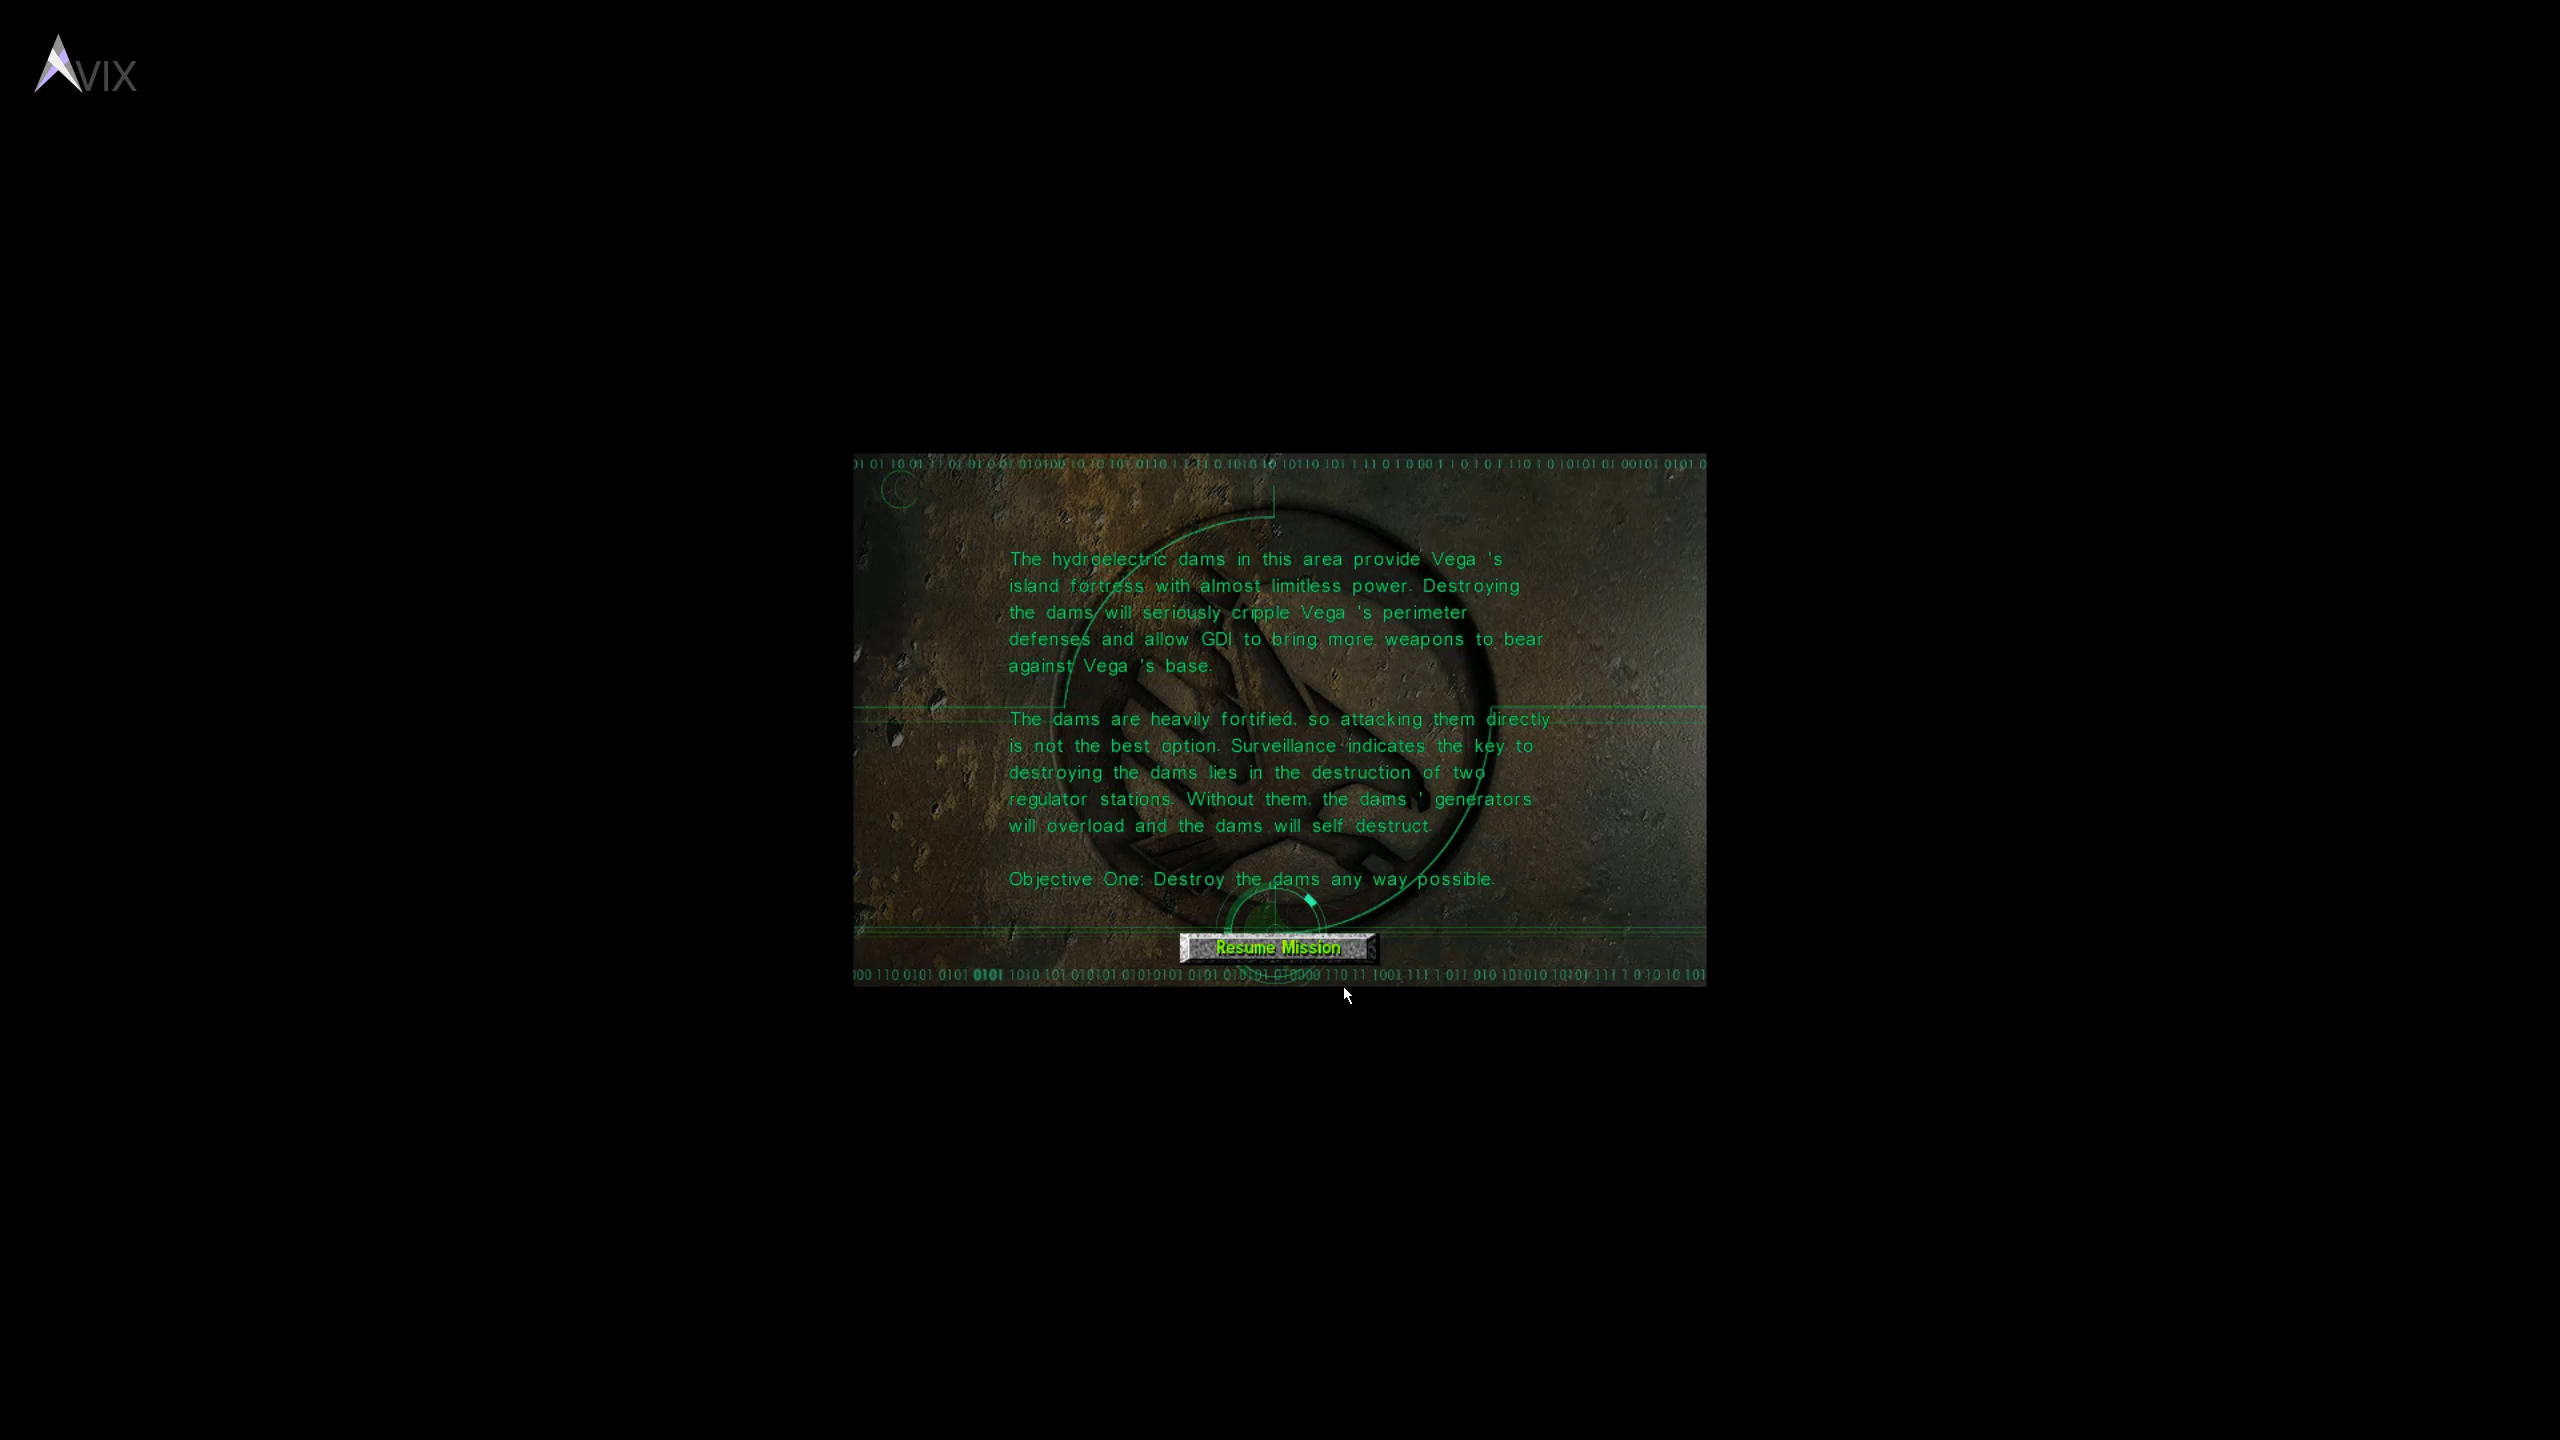 AVIX
The hydroelectric dams in this area provide Vega 's
island fortress with almost limitless power. Destroying
the dams will seriously cripple Vega 's perimeter
defenses and allow GDI to bring more weapons to bear
against Vega 's base.
The dams are heavily fortified, so attacking them directly
is not the best option. Surveillance indicates the key to
destroying the dams lies in the destruction of two
regulator stations. Without them, the dams ' generators
will overload and the dams will self destruct.
Objective One: Destroy the dams any way possible.
Resume Mission